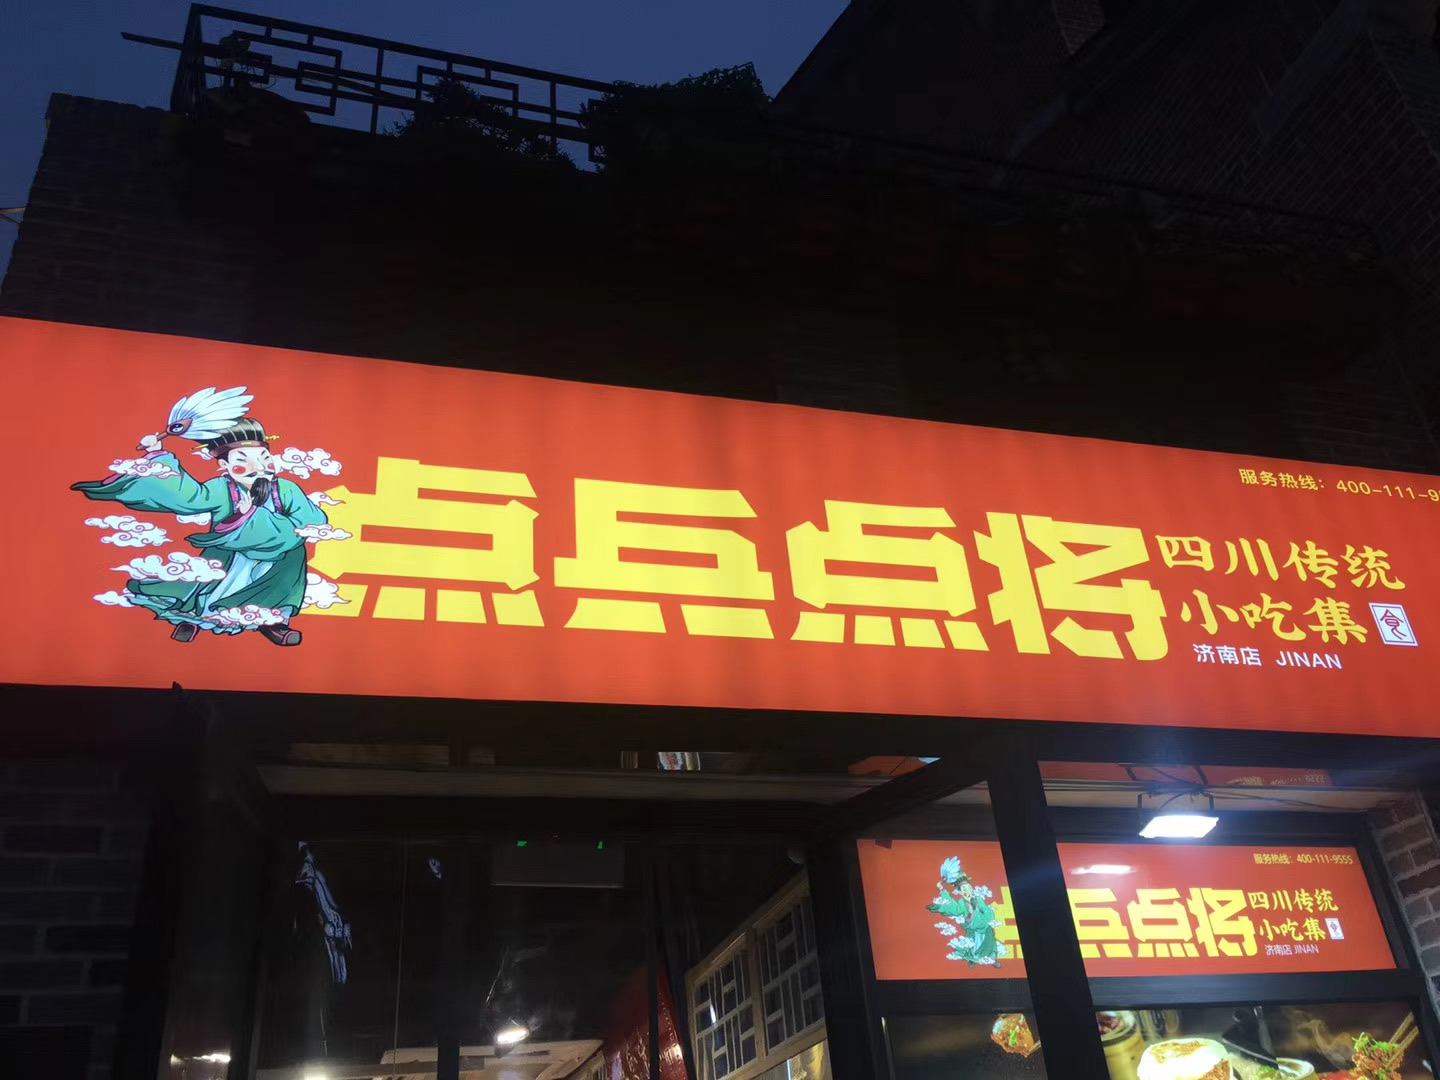 服务热线：400-111-9
点兵点将
四川传统
小吃集
食
济南店 JINAN
服务热线：400-111-9555
点兵点将
四川传统
小吃集
食
济南店 JINAN